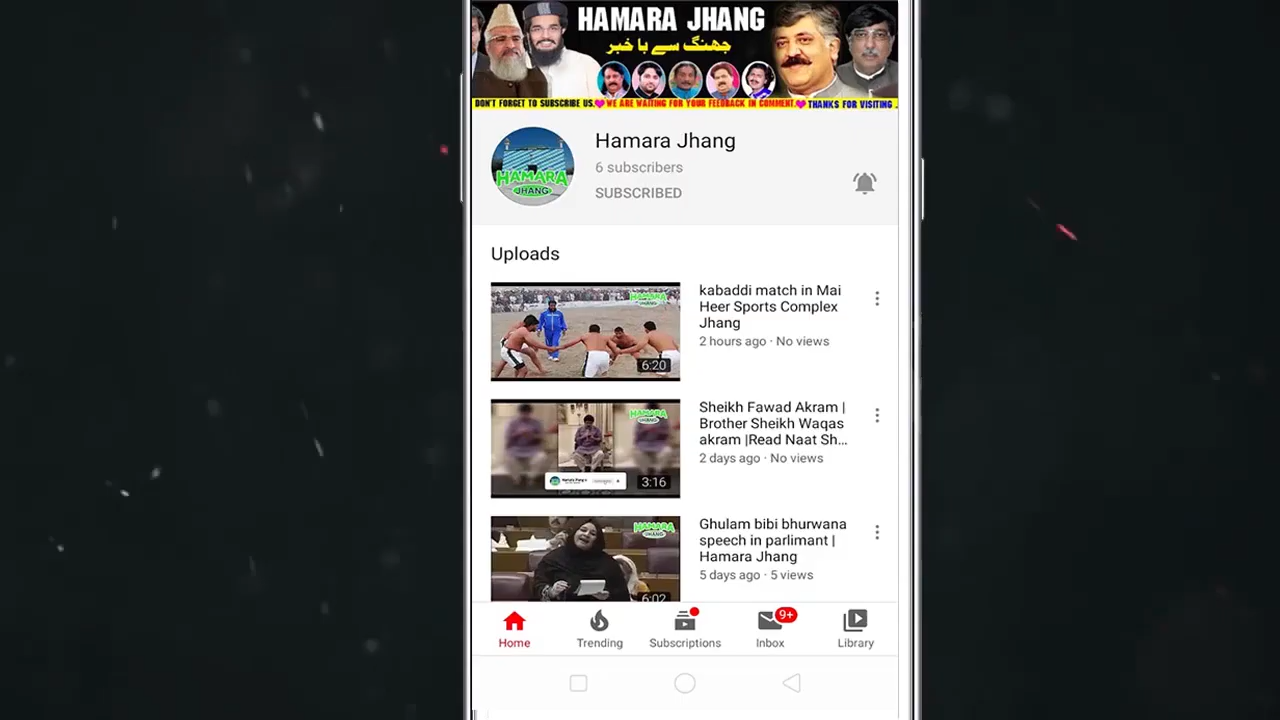 HAMARA JHANG
جھنگ سے با خبر
DON'T FORGET TO SUBSCRIBE US. WE ARE WAITING FOR YOUR FEEDBACK IN COMMENT. THANKS FOR VISITING .
HAMARA
JHANG
Hamara Jhang
6 subscribers
SUBSCRIBED
Uploads
HAMARA
JHANG
6:20
kabaddi match in Mai
Heer Sports Complex
Jhang
2 hours ago · No views
HAMARA
JHANG
3:16
Sheikh Fawad Akram |
Brother Sheikh Waqas
akram |Read Naat Sh...
2 days ago · No views
HAMARA
JHANG
6:02
Ghulam bibi bhurwana
speech in parlimant |
Hamara Jhang
5 days ago · 5 views
9+
Home Trending Subscriptions Inbox Library